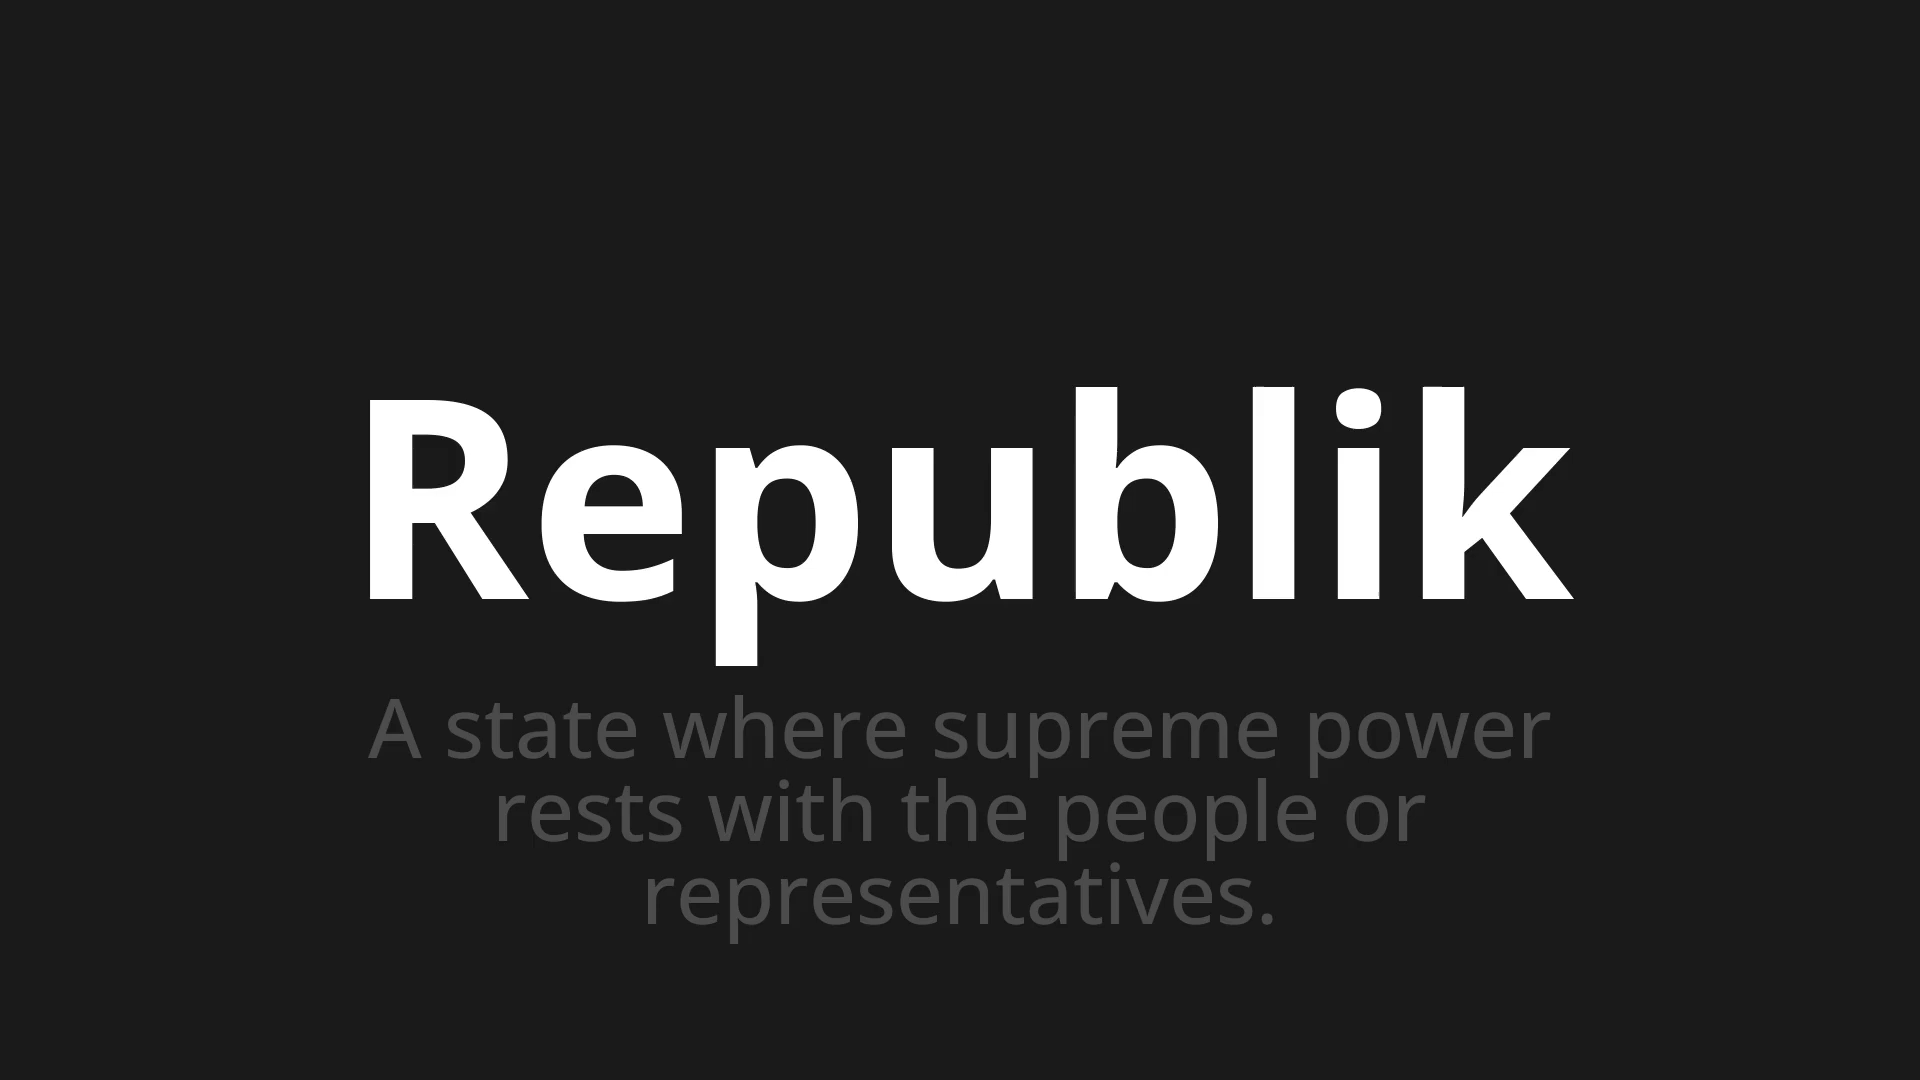 Republik
A state where supreme power
rests with the people or
representatives.